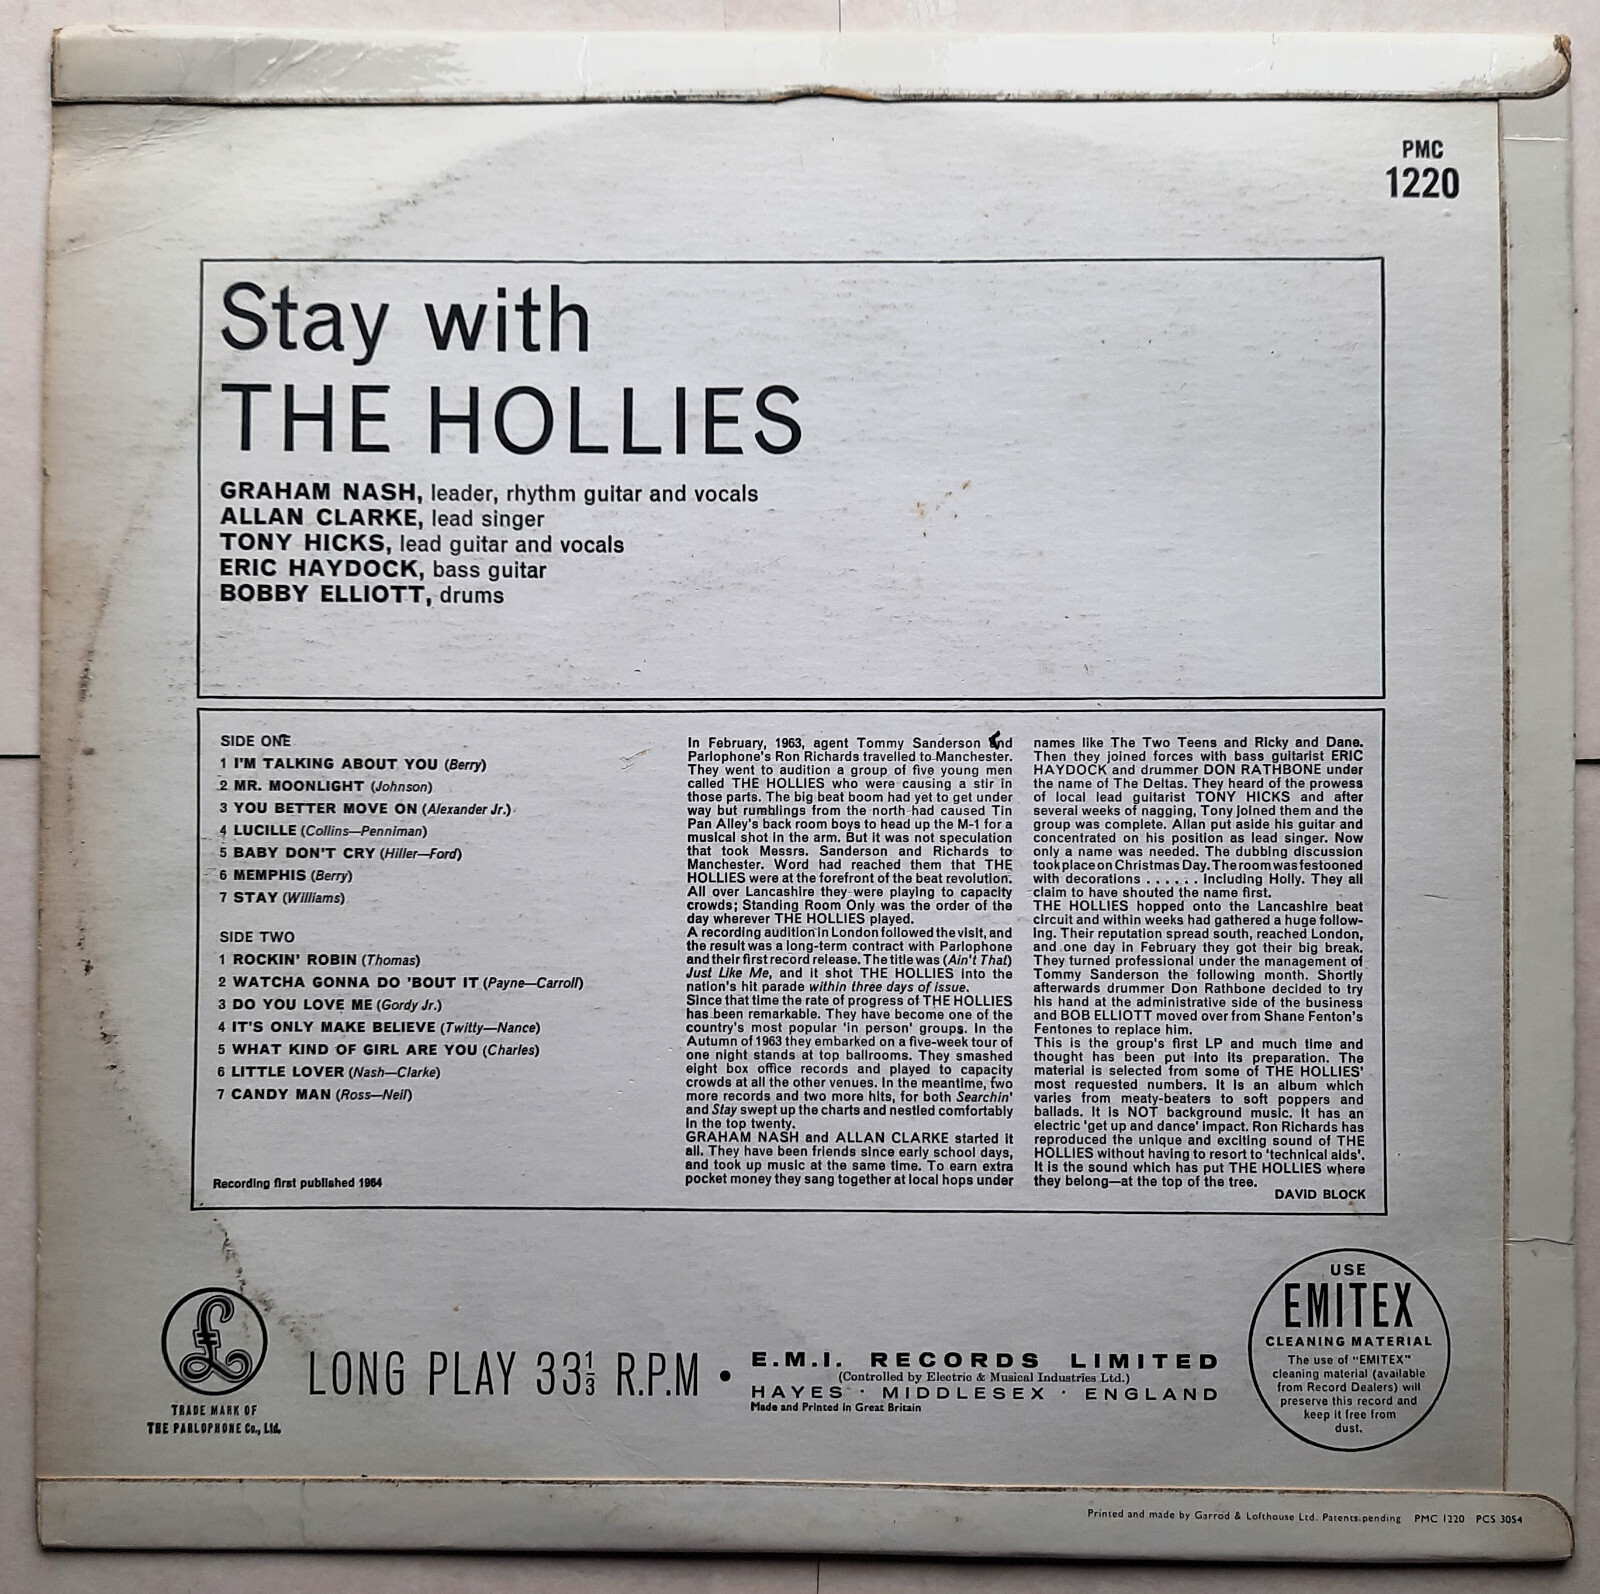 PMC
1220
Stay with
THE HOLLIES
GRAHAM NASH, leader, rhythm guitar and vocals
ALLAN CLARKE, lead singer
TONY HICKS, lead guitar and vocals
ERIC HAYDOCK, bass guitar
BOBBY ELLIOTT, drums
SIDE ONE
1 I'M TALKING ABOUT YOU (Berry)
2 MR. MOONLIGHT (Johnson)
3 YOU BETTER MOVE ON (Alexander Jr.)
4 LUCILLE (Collins—Penniman)
5 BABY DON'T CRY (Hiller—Ford)
6 MEMPHIS (Berry)
7 STAY (Williams)
SIDE TWO
1 ROCKIN' ROBIN (Thomas)
2 WATCHA GONNA DO 'BOUT IT (Payne—Carroll)
3 DO YOU LOVE ME (Gordy Jr.)
4 IT'S ONLY MAKE BELIEVE (Twitty—Nance)
5 WHAT KIND OF GIRL ARE YOU (Charles)
6 LITTLE LOVER (Nash—Clarke)
7 CANDY MAN (Ross—Neil)
Recording first published 1964
In February, 1963, agent Tommy Sanderson and
Parlophone's Ron Richards travelled to Manchester.
They went to audition a group of five young men
called THE HOLLIES who were causing a stir in
those parts. The big beat boom had yet to get under
way but rumblings from the north had caused Tin
Pan Alley's back room boys to head up the M-1 for a
musical shot in the arm. But it was not speculation
that took Messrs. Sanderson and Richards to
Manchester. Word had reached them that THE
HOLLIES were at the forefront of the beat revolution.
All over Lancashire they were playing to capacity
crowds; Standing Room Only was the order of the
day wherever THE HOLLIES played.
A recording audition in London followed the visit, and
the result was a long-term contract with Parlophone
and their first record release. The title was (Ain't That)
Just Like Me, and it shot THE HOLLIES into the
nation's hit parade within three days of issue.
Since that time the rate of progress of THE HOLLIES
has been remarkable. They have become one of the
country's most popular 'in person' groups. In the
Autumn of 1963 they embarked on a five-week tour of
one night stands at top ballrooms. They smashed
eight box office records and played to capacity
crowds at all the other venues. In the meantime, two
more records and two more hits, for both Searchin'
and Stay swept up the charts and nestled comfortably
in the top twenty.
GRAHAM NASH and ALLAN CLARKE started it
all. They have been friends since early school days,
and took up music at the same time. To earn extra
pocket money they sang together at local hops under
names like The Two Teens and Ricky and Dane.
Then they joined forces with bass guitarist ERIC
HAYDOCK and drummer DON RATHBONE under
the name of The Deltas. They heard of the prowess
of local lead guitarist TONY HICKS and after
several weeks of nagging, Tony joined them and the
group was complete. Allan put aside his guitar and
concentrated on his position as lead singer. Now
only a name was needed. The dubbing discussion
took place on Christmas Day. The room was festooned
with decorations . . . . . . including Holly. They all
claim to have shouted the name first.
THE HOLLIES hopped onto the Lancashire beat
circuit and within weeks had gathered a huge follow-
ing. Their reputation spread south, reached London,
and one day in February they got their big break.
They turned professional under the management of
Tommy Sanderson the following month. Shortly
afterwards drummer Don Rathbone decided to try
his hand at the administrative side of the business
and BOB ELLIOTT moved over from Shane Fenton's
Fentones to replace him.
This is the group's first LP and much time and
thought has been put into its preparation. The
material is selected from some of THE HOLLIES'
most requested numbers. It is an album which
varies from meaty-beaters to soft poppers and
ballads. It is NOT background music. It has an
electric 'get up and dance' impact. Ron Richards has
reproduced the unique and exciting sound of THE
HOLLIES without having to resort to 'technical aids'.
It is the sound which has put THE HOLLIES where
they belong—at the top of the tree.
DAVID BLOCK
TRADE MARK OF
THE PARLOPHONE Co., Ltd.
LONG PLAY 33⅓ R.P.M •
E.M.I. RECORDS LIMITED
(Controlled by Electric & Musical Industries Ltd.)
HAYES · MIDDLESEX · ENGLAND
Made and Printed in Great Britain
USE
EMITEX
CLEANING MATERIAL
The use of "EMITEX"
cleaning material (available
from Record Dealers) will
preserve this record and
keep it free from
dust.
Printed and made by Garrod & Lofthouse Ltd. Patents pending PMC 1220 PCS 3054